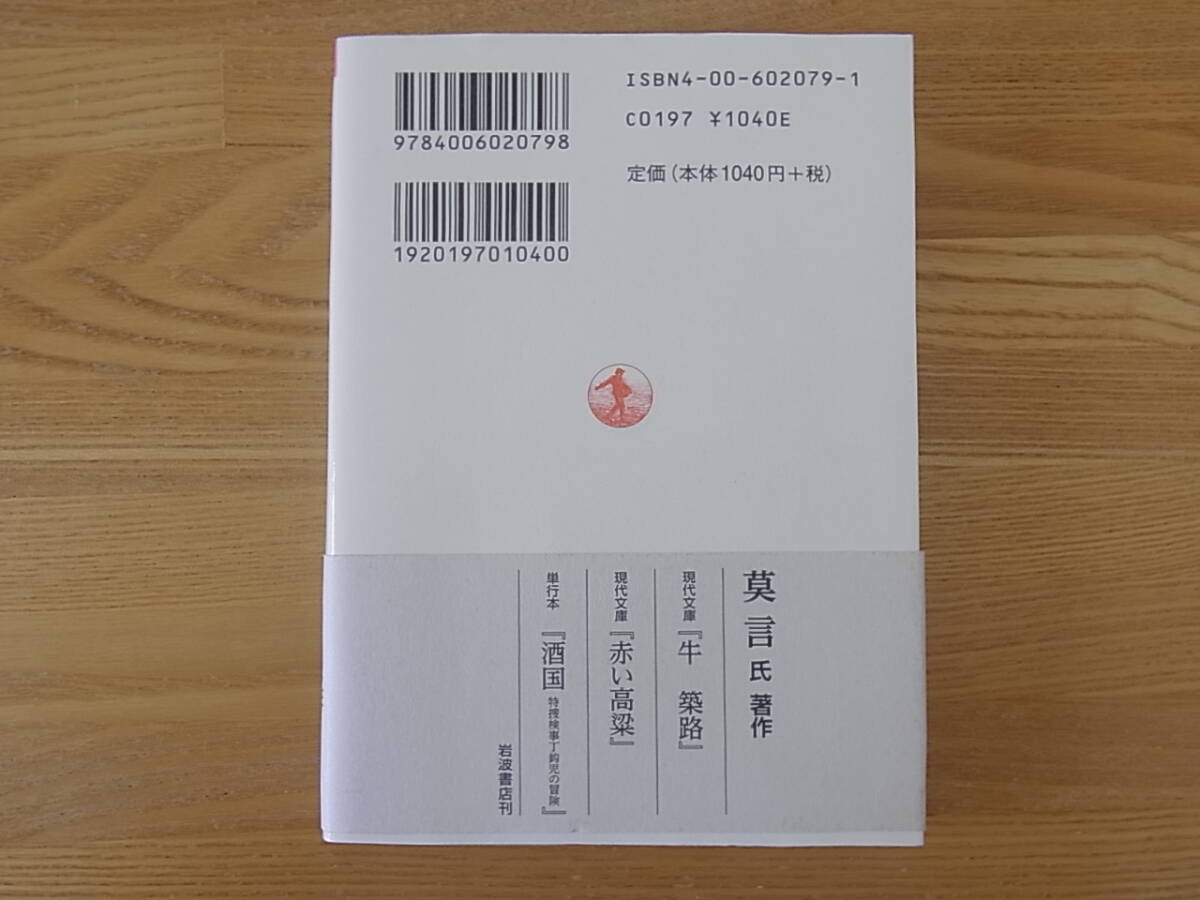 ISBN4-00-602079-1
C0197 ¥1040E
定価(本体1040円+税)
9784006020798
1920197010400
莫言氏 著作
現代文庫『牛 築路』
現代文庫『赤い高粱』
単行本『酒国 特捜検事丁鈎児の冒険』
岩波書店刊